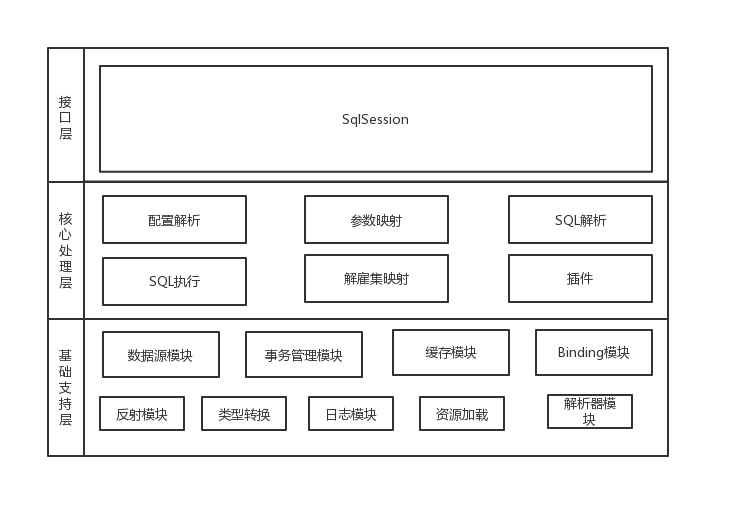 接口层
SqlSession
核心处理层
配置解析
参数映射
SQL解析
SQL执行
解雇集映射
插件
基础支持层
数据源模块
事务管理模块
缓存模块
Binding模块
反射模块
类型转换
日志模块
资源加载
解析器模
块